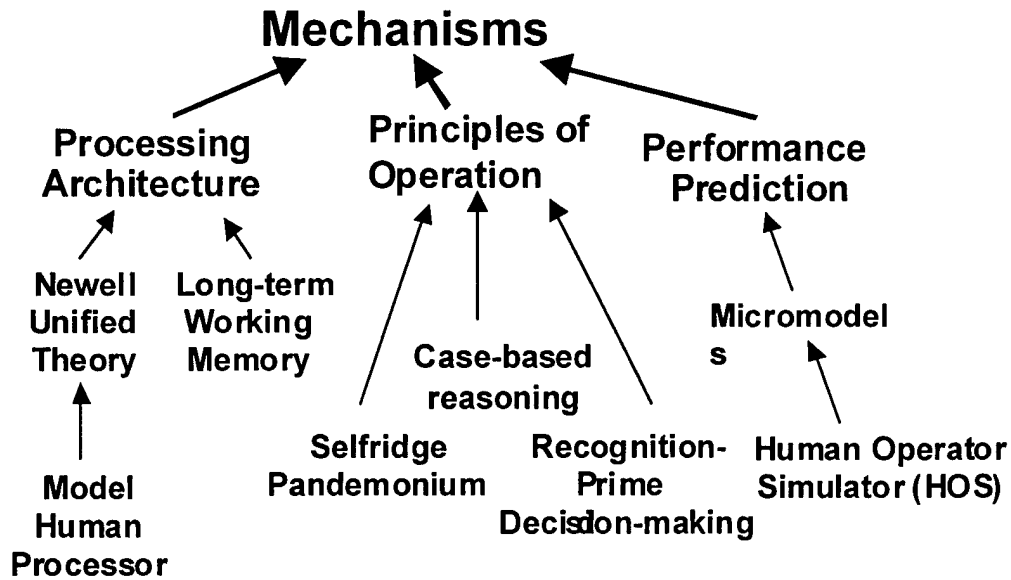 Mechanisms
Processing
Architecture
Principles of
Operation
Performance
Prediction
Newell
Unified
Theory
Long-term
Working
Memory
Micromodel
s
Case-based
reasoning
Model
Human
Processor
Selfridge
Pandemonium
Recognition-
Prime
Decision-making
Human Operator
Simulator (HOS)